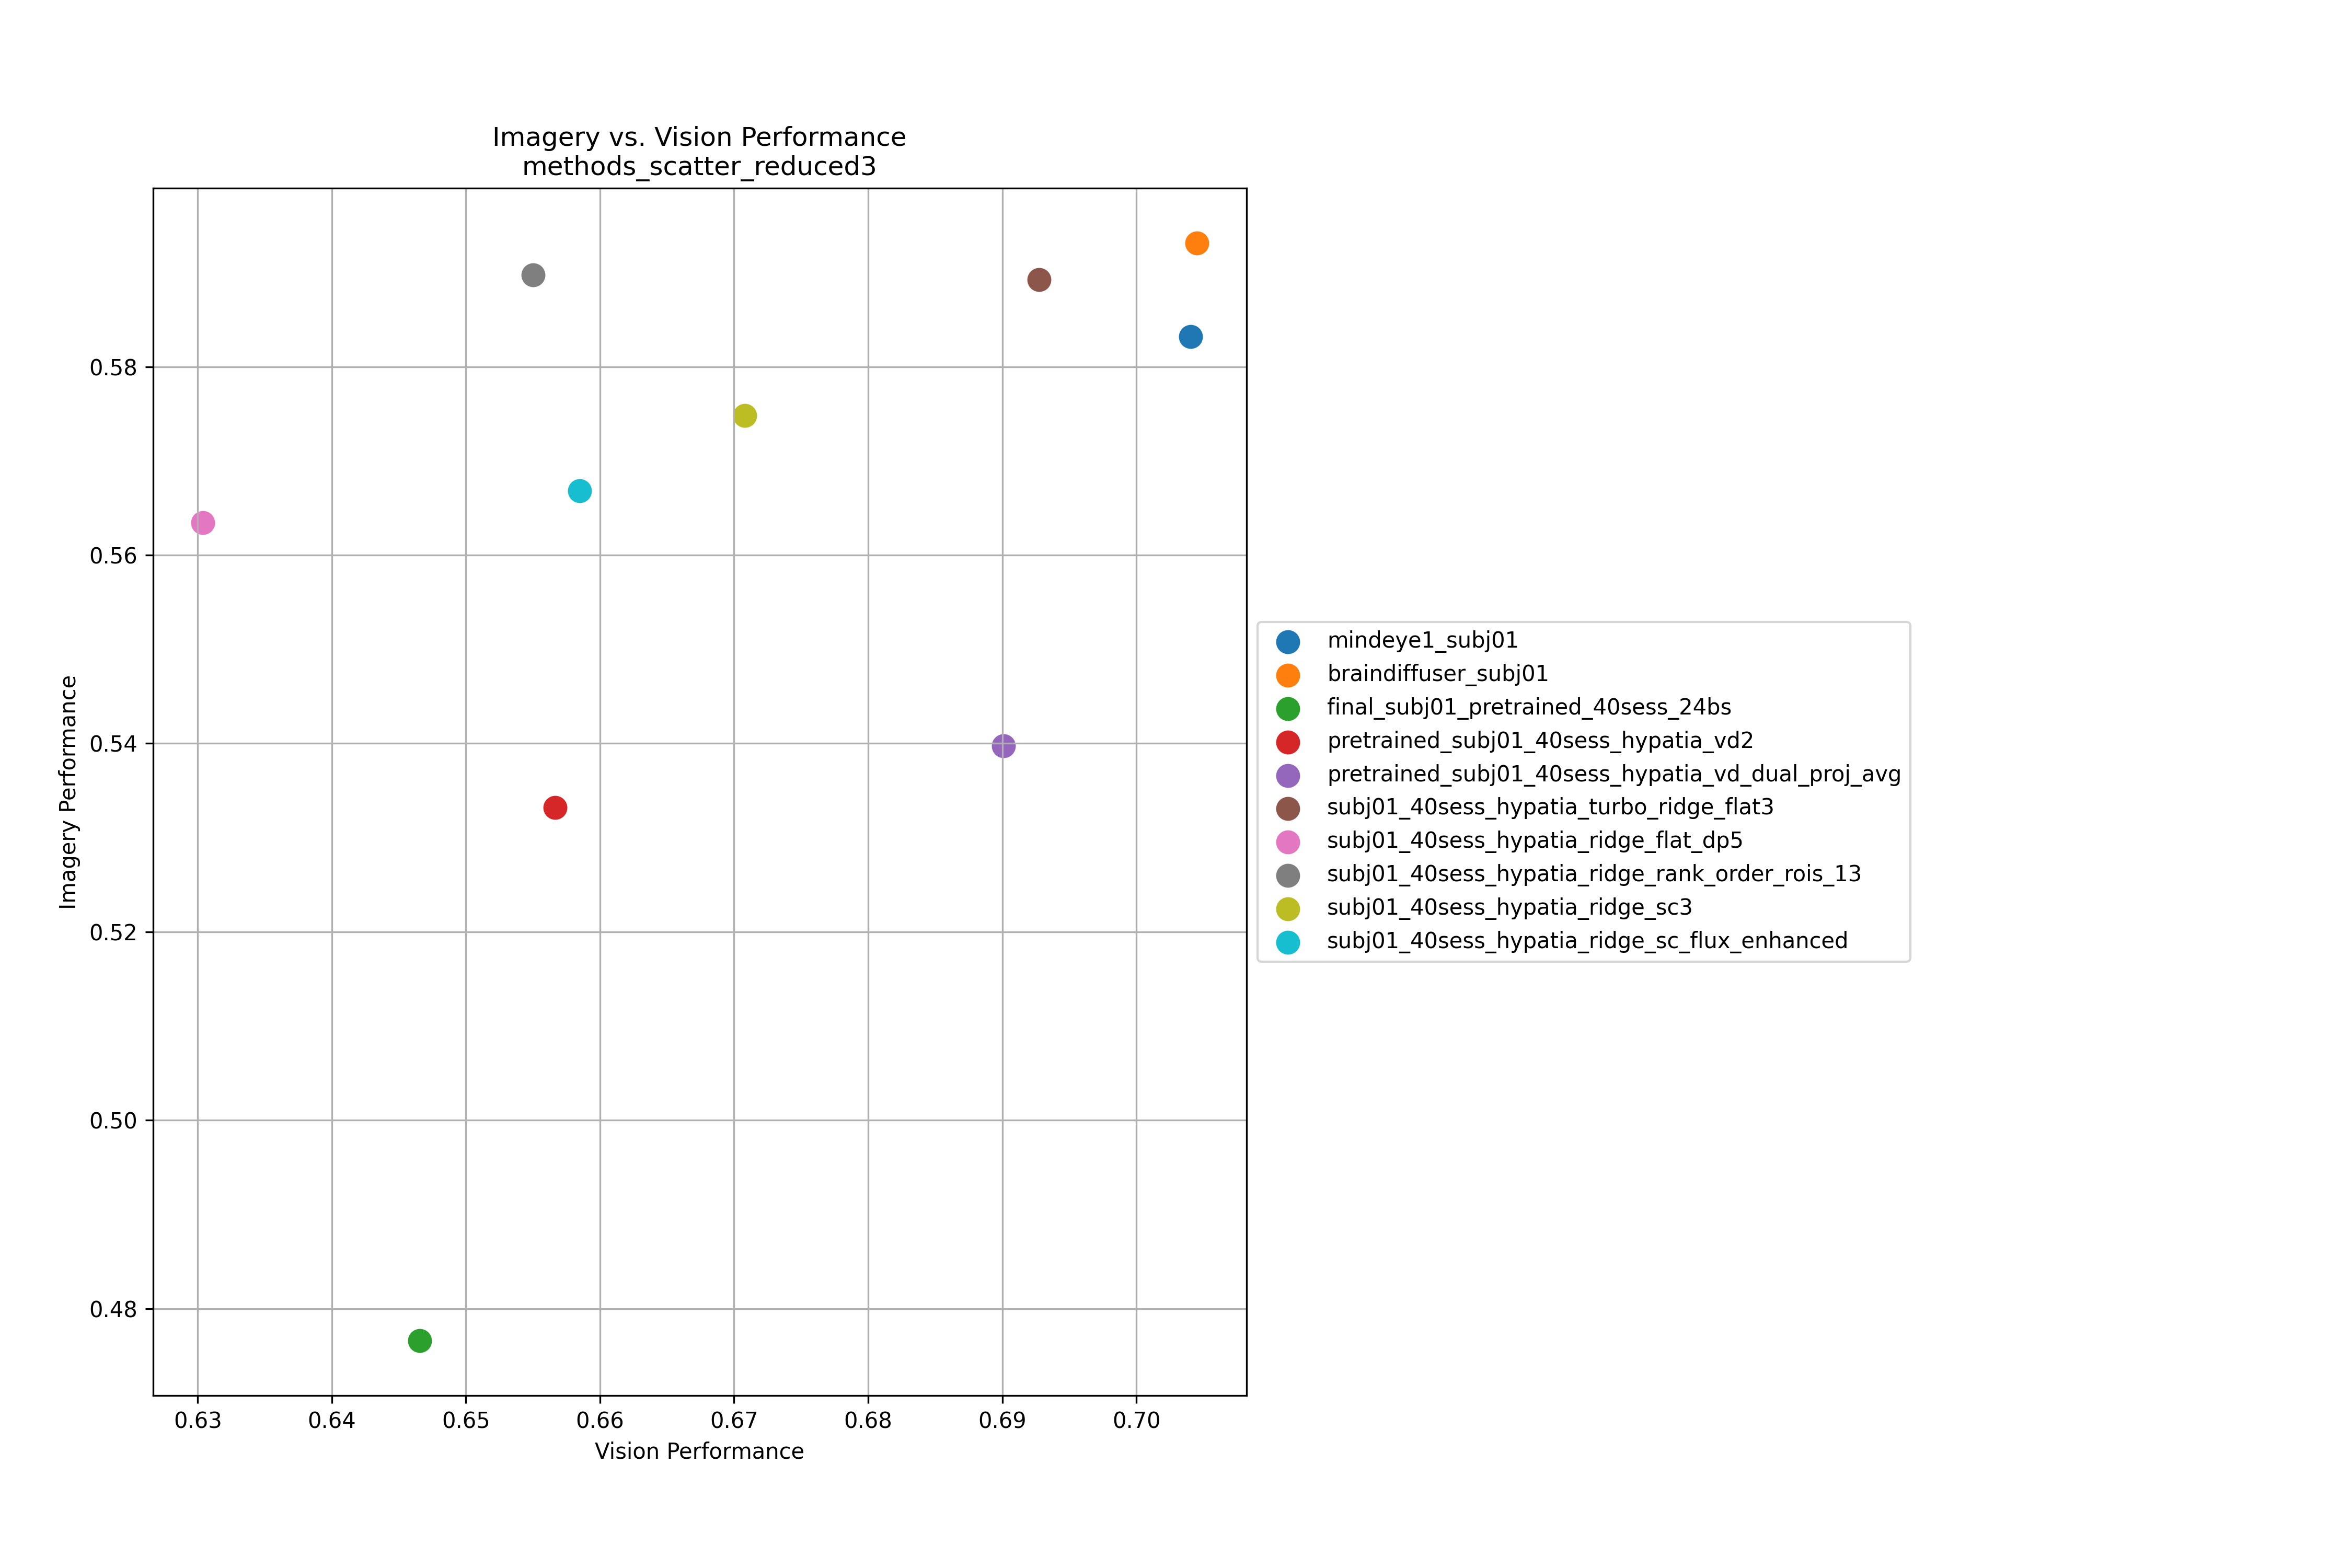 Imagery vs. Vision Performance
methods_scatter_reduced3
0.58
0.56
0.54
0.52
0.50
0.48
Imagery Performance
0.63 0.64 0.65 0.66 0.67 0.68 0.69 0.70
Vision Performance
mindeye1_subj01
braindiffuser_subj01
final_subj01_pretrained_40sess_24bs
pretrained_subj01_40sess_hypatia_vd2
pretrained_subj01_40sess_hypatia_vd_dual_proj_avg
subj01_40sess_hypatia_turbo_ridge_flat3
subj01_40sess_hypatia_ridge_flat_dp5
subj01_40sess_hypatia_ridge_rank_order_rois_13
subj01_40sess_hypatia_ridge_sc3
subj01_40sess_hypatia_ridge_sc_flux_enhanced